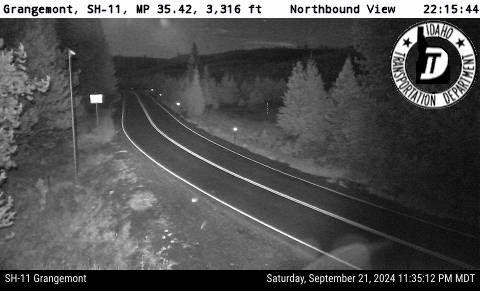 Grangemont, SH-11, MP 35.42, 3,316 ft Northbound View 22:15:44
IDAHO
TRANSPORTATION DEPARTMENT
SH-11 Grangemont Saturday, September 21, 2024 11:35:12 PM MDT